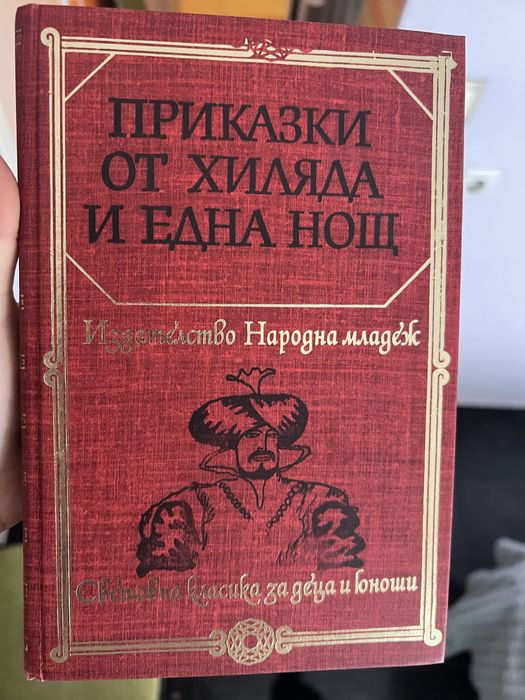 ПРИКАЗКИ
ОТ ХИЛЯДА
И ЕДНА НОЩ
Издателство Народна младеж
Световна класика за деца и юноши